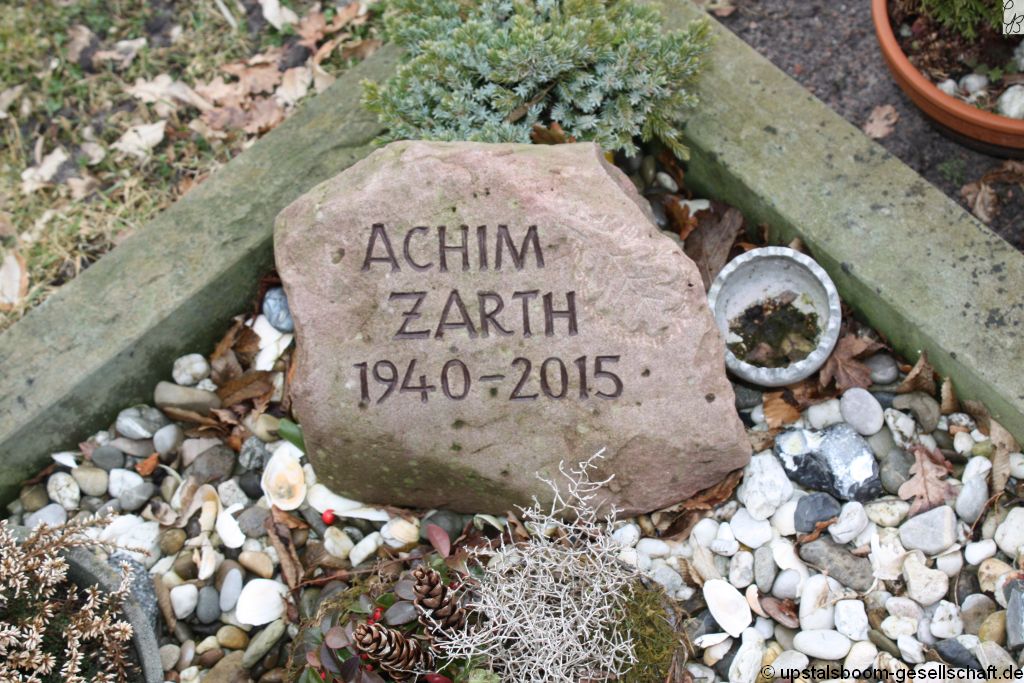 ACHIM
ZARTH
1940-2015
© upstalsboom-gesellschaft.de